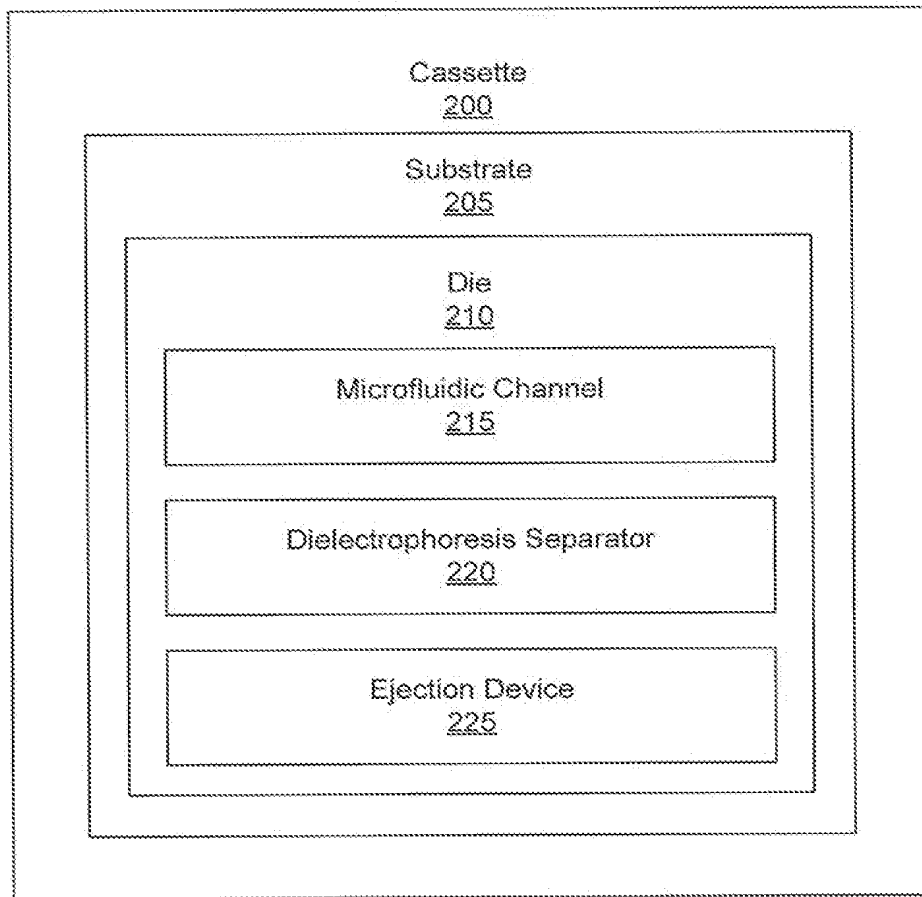 Cassette
200
Substrate
205
Die
210
Microfluidic Channel
215
Dielectrophoresis Separator
220
Ejection Device
225